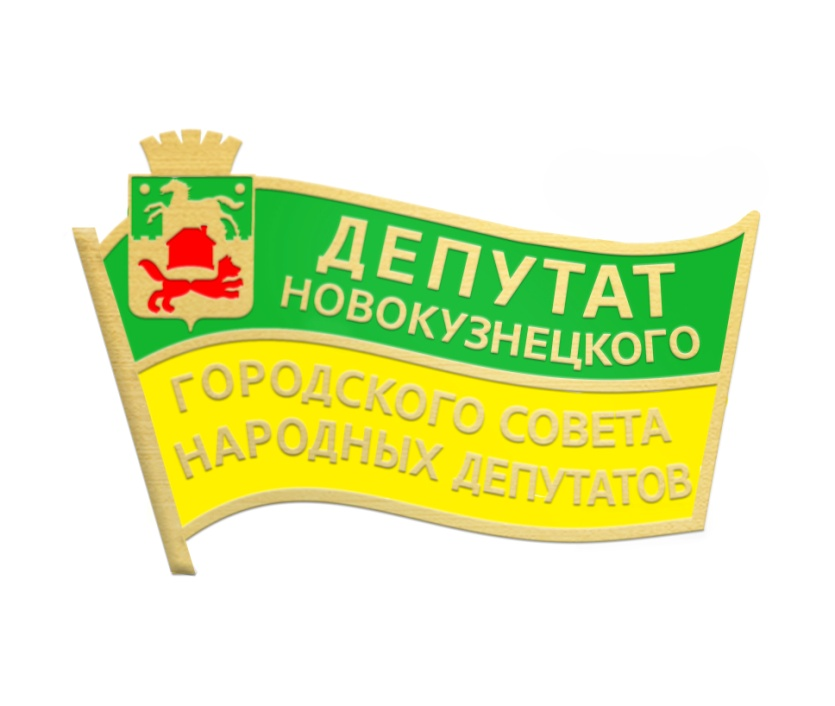 ДЕПУТАТ
НОВОКУЗНЕЦКОГО
ГОРОДСКОГО СОВЕТА
НАРОДНЫХ ДЕПУТАТОВ